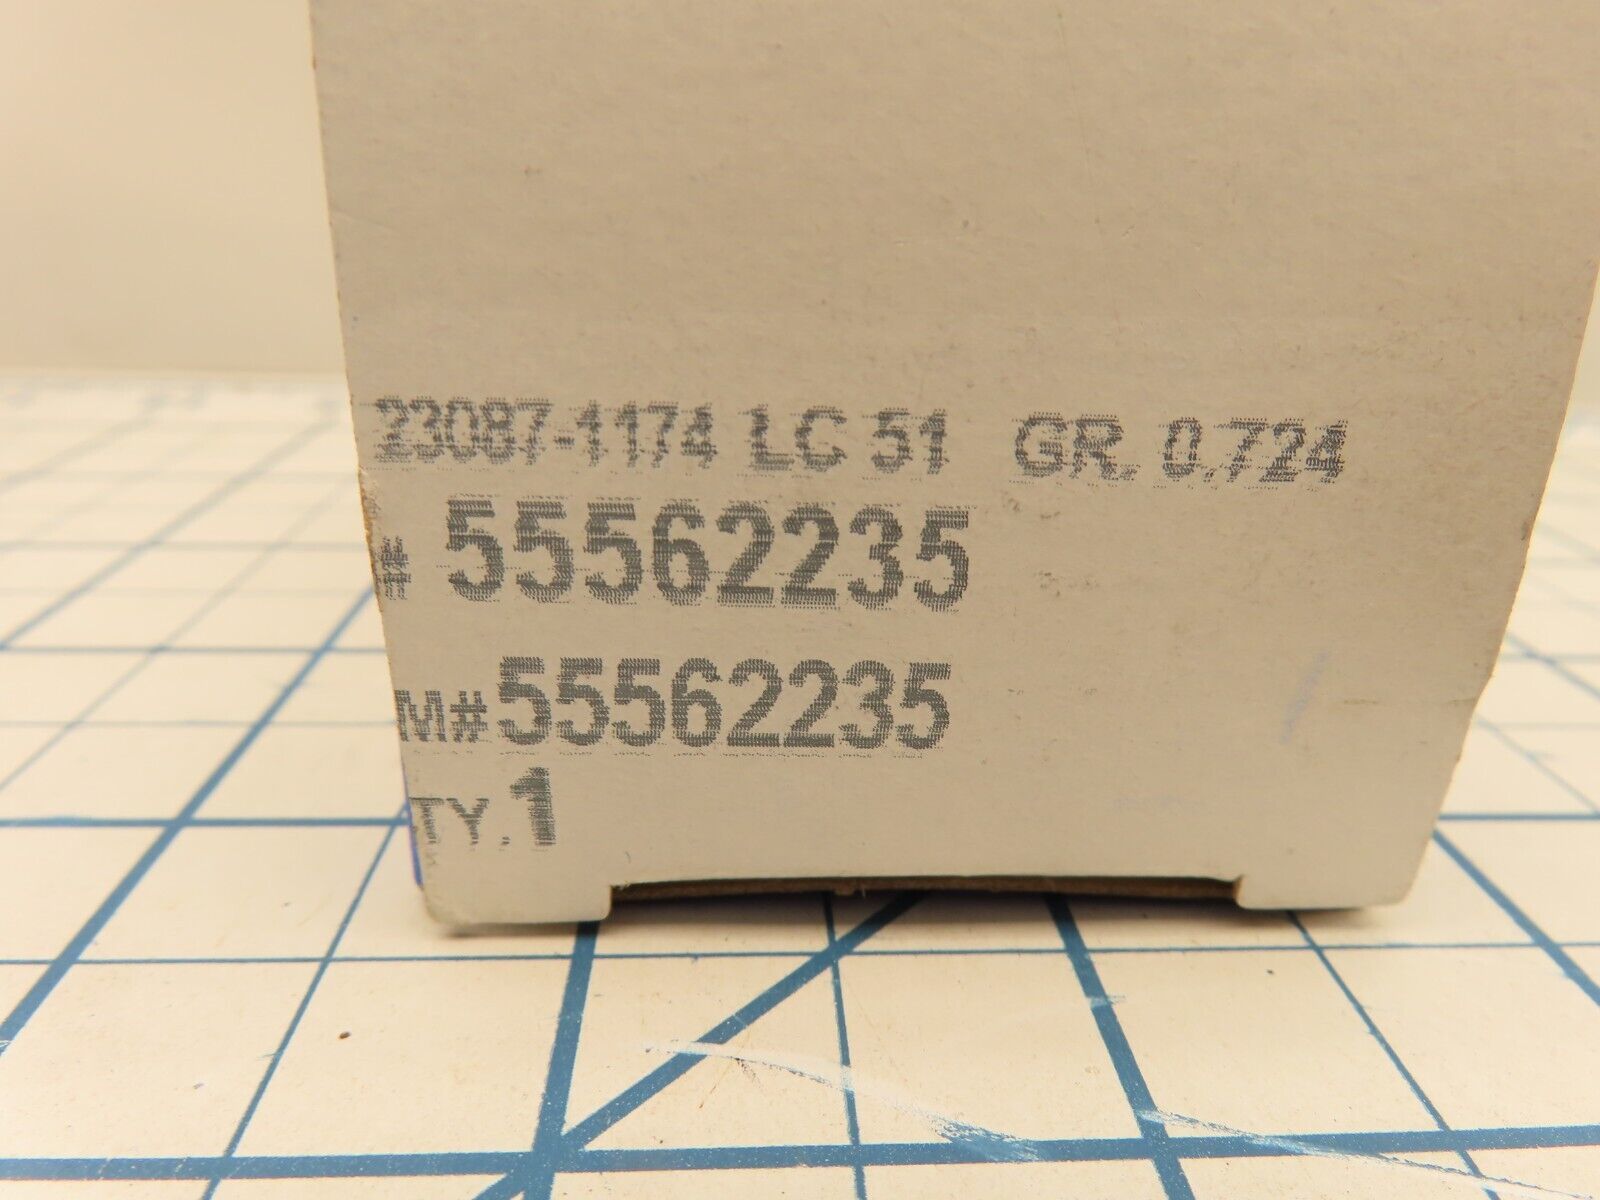 23087-1174 LC 51 GR. 0.724
# 55562235
M# 55562235
TY. 1